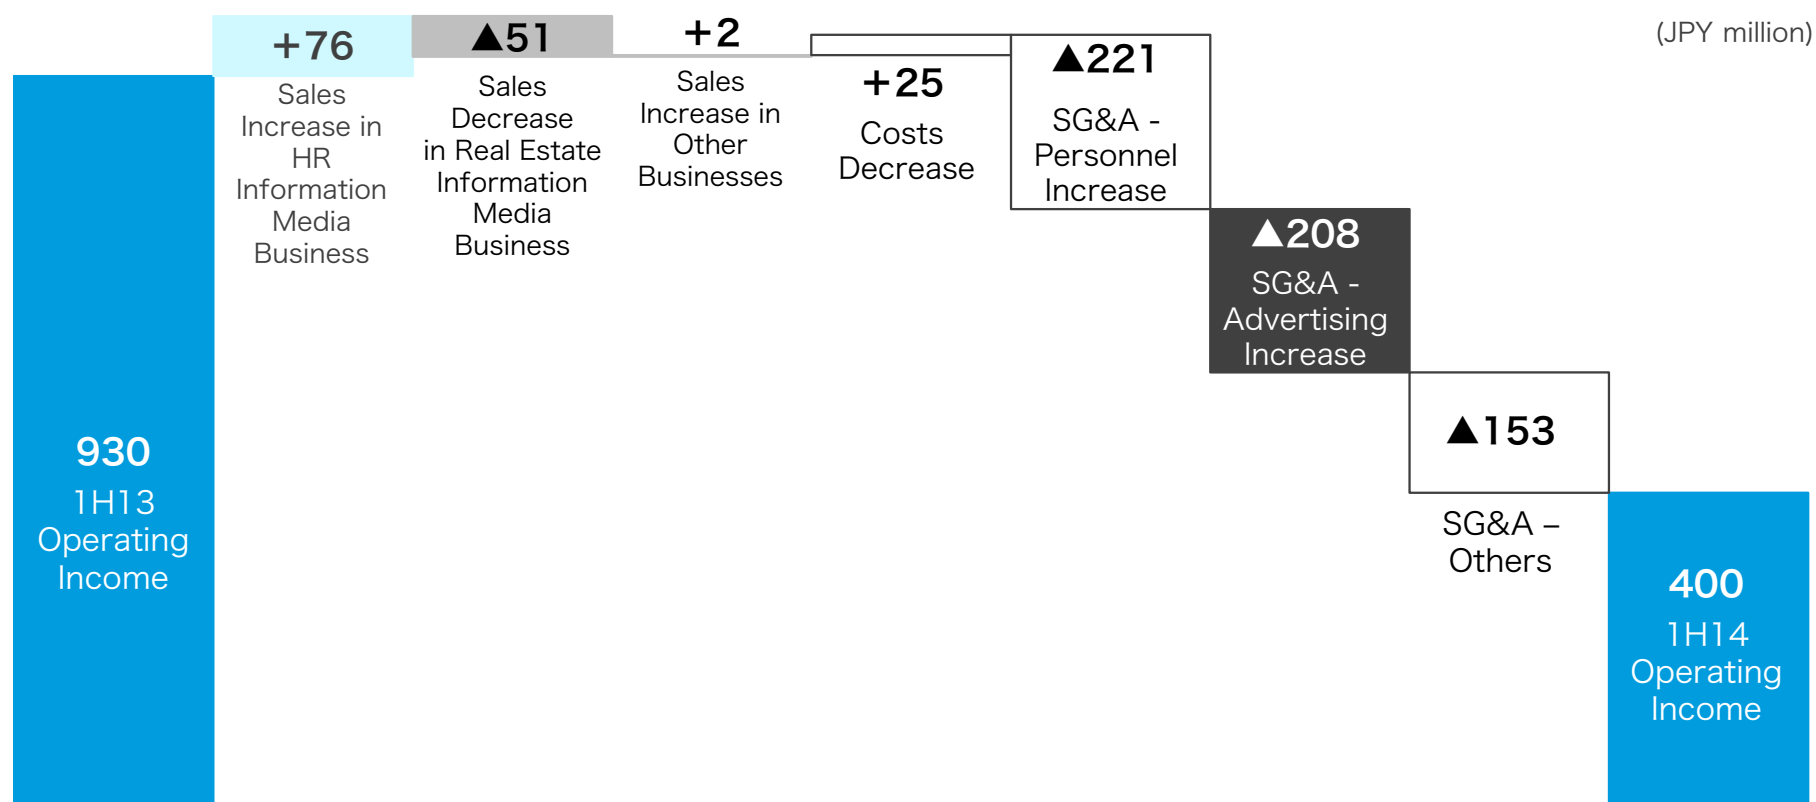 (JPY million)
930
1H13
Operating
Income
+76
Sales
Increase in
HR
Information
Media
Business
▲51
Sales
Decrease
in Real Estate
Information
Media
Business
+2
Sales
Increase in
Other
Businesses
+25
Costs
Decrease
▲221
SG&A -
Personnel
Increase
▲208
SG&A -
Advertising
Increase
▲153
SG&A –
Others
400
1H14
Operating
Income